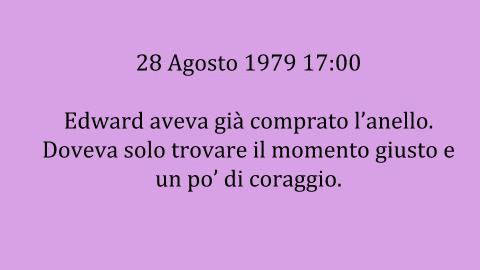 28 Agosto 1979 17:00
Edward aveva già comprato l’anello.
Doveva solo trovare il momento giusto e
un po’ di coraggio.